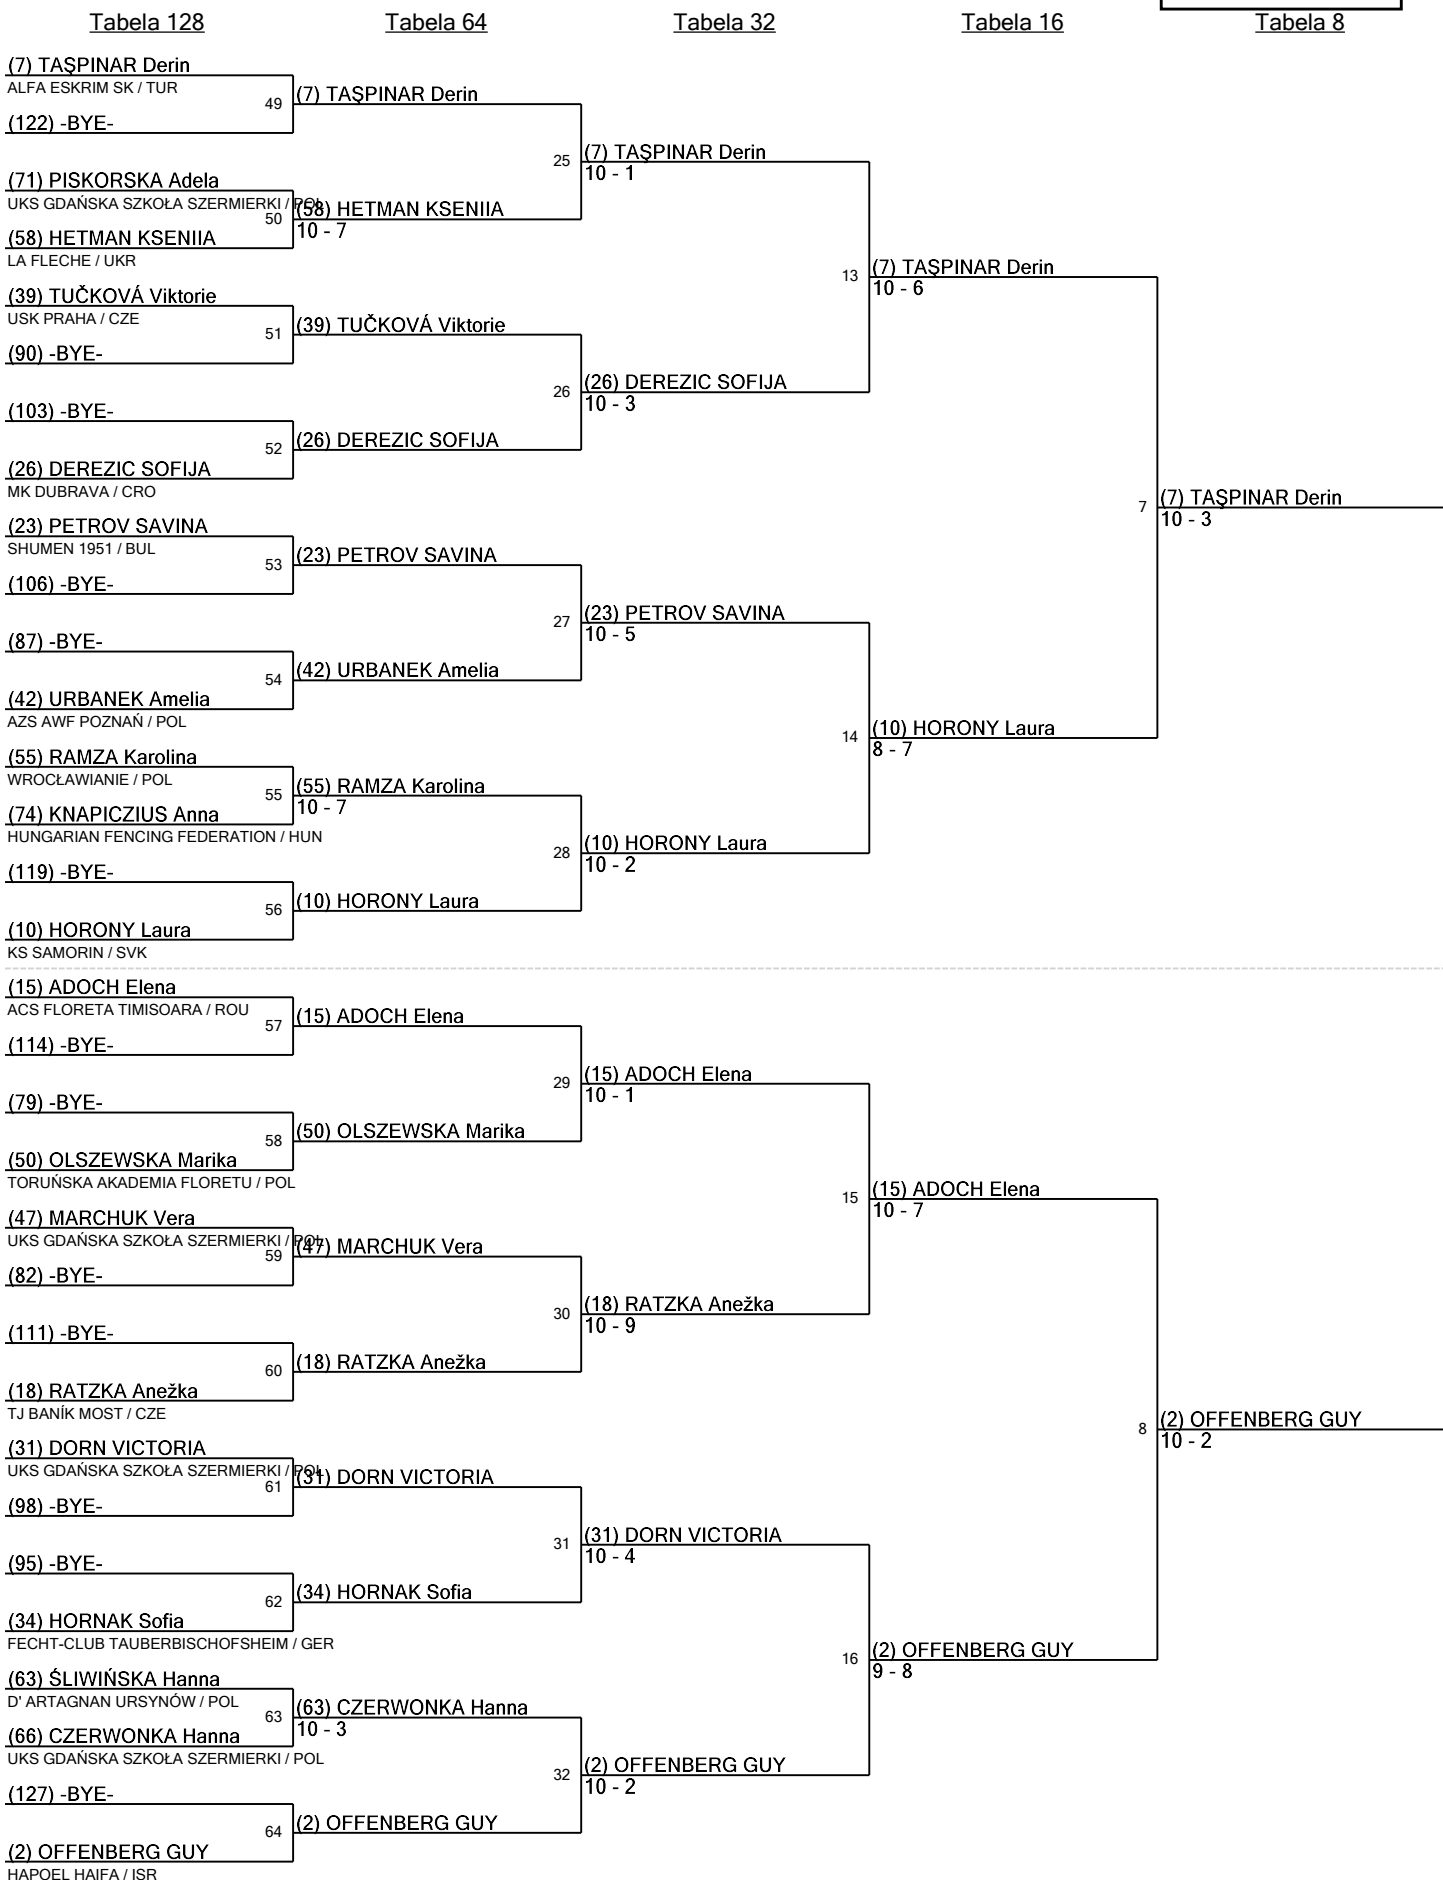 Tabela 128
Tabela 64
Tabela 32
Tabela 16
Tabela 8
(7) TAŞPINAR Derin
ALFA ESKRIM SK / TUR
49
(7) TAŞPINAR Derin
(122) -BYE-
25
(7) TAŞPINAR Derin
10 - 1
(71) PISKORSKA Adela
UKS GDAŃSKA SZKOŁA SZERMIERKI / POL
50
(58) HETMAN KSENIIA
10 - 7
(58) HETMAN KSENIIA
LA FLECHE / UKR
13
(7) TAŞPINAR Derin
10 - 6
(39) TUČKOVÁ Viktorie
USK PRAHA / CZE
51
(39) TUČKOVÁ Viktorie
(90) -BYE-
26
(26) DEREZIC SOFIJA
10 - 3
(103) -BYE-
52
(26) DEREZIC SOFIJA
(26) DEREZIC SOFIJA
MK DUBRAVA / CRO
7
(7) TAŞPINAR Derin
10 - 3
(23) PETROV SAVINA
SHUMEN 1951 / BUL
53
(23) PETROV SAVINA
(106) -BYE-
27
(23) PETROV SAVINA
10 - 5
(87) -BYE-
54
(42) URBANEK Amelia
(42) URBANEK Amelia
AZS AWF POZNAŃ / POL
14
(10) HORONY Laura
8 - 7
(55) RAMZA Karolina
WROCŁAWIANIE / POL
55
(55) RAMZA Karolina
10 - 7
(74) KNAPICZIUS Anna
HUNGARIAN FENCING FEDERATION / HUN
28
(10) HORONY Laura
10 - 2
(119) -BYE-
56
(10) HORONY Laura
(10) HORONY Laura
KS SAMORIN / SVK
(15) ADOCH Elena
ACS FLORETA TIMISOARA / ROU
57
(15) ADOCH Elena
(114) -BYE-
29
(15) ADOCH Elena
10 - 1
(79) -BYE-
58
(50) OLSZEWSKA Marika
(50) OLSZEWSKA Marika
TORUŃSKA AKADEMIA FLORETU / POL
15
(15) ADOCH Elena
10 - 7
(47) MARCHUK Vera
UKS GDAŃSKA SZKOŁA SZERMIERKI / POL
59
(47) MARCHUK Vera
(82) -BYE-
30
(18) RATZKA Anežka
10 - 9
(111) -BYE-
60
(18) RATZKA Anežka
(18) RATZKA Anežka
TJ BANÍK MOST / CZE
8
(2) OFFENBERG GUY
10 - 2
(31) DORN VICTORIA
UKS GDAŃSKA SZKOŁA SZERMIERKI / POL
61
(31) DORN VICTORIA
(98) -BYE-
31
(31) DORN VICTORIA
10 - 4
(95) -BYE-
62
(34) HORNAK Sofia
(34) HORNAK Sofia
FECHT-CLUB TAUBERBISCHOFSHEIM / GER
16
(2) OFFENBERG GUY
9 - 8
(63) ŚLIWIŃSKA Hanna
D' ARTAGNAN URSYNÓW / POL
63
(63) CZERWONKA Hanna
10 - 3
(66) CZERWONKA Hanna
UKS GDAŃSKA SZKOŁA SZERMIERKI / POL
32
(2) OFFENBERG GUY
10 - 2
(127) -BYE-
64
(2) OFFENBERG GUY
(2) OFFENBERG GUY
HAPOEL HAIFA / ISR